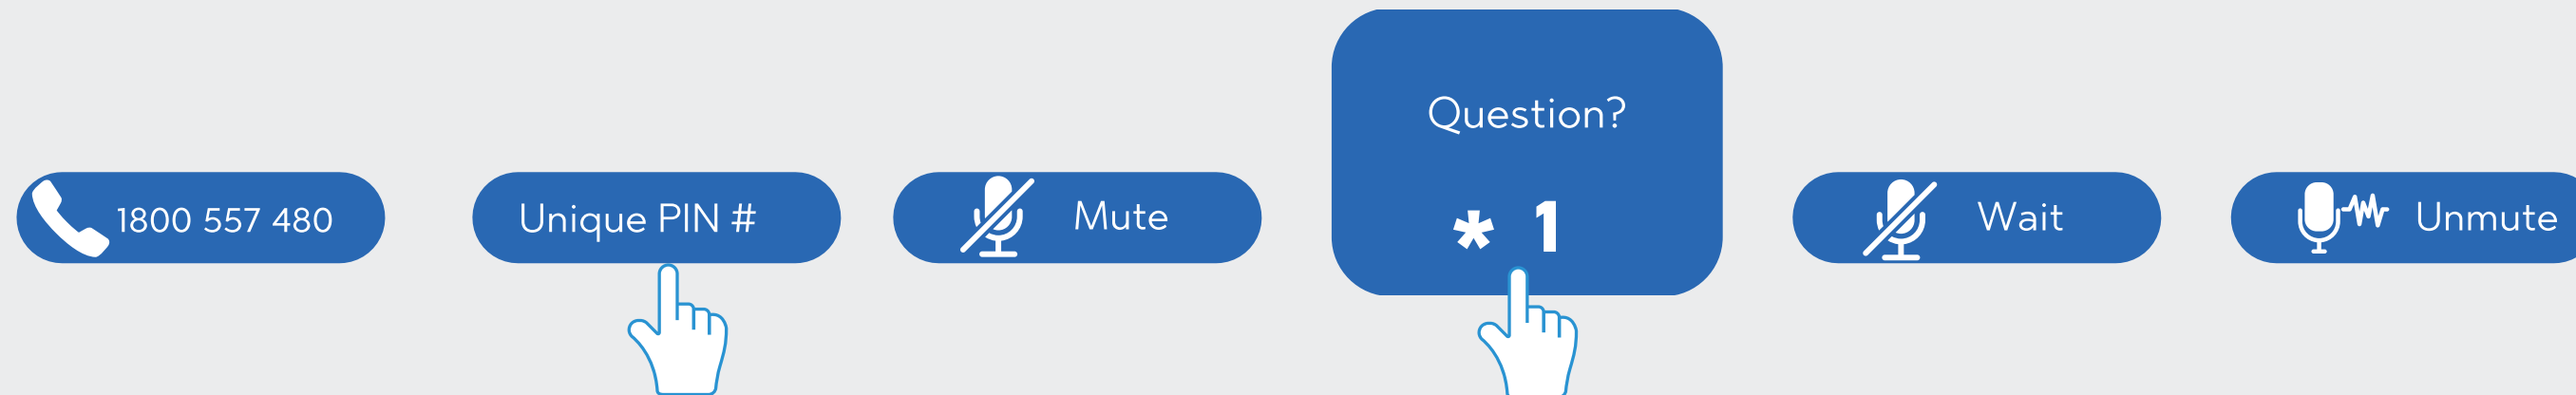 1800 557 480
Unique PIN #
Mute
Question?
* 1
Wait
Unmute